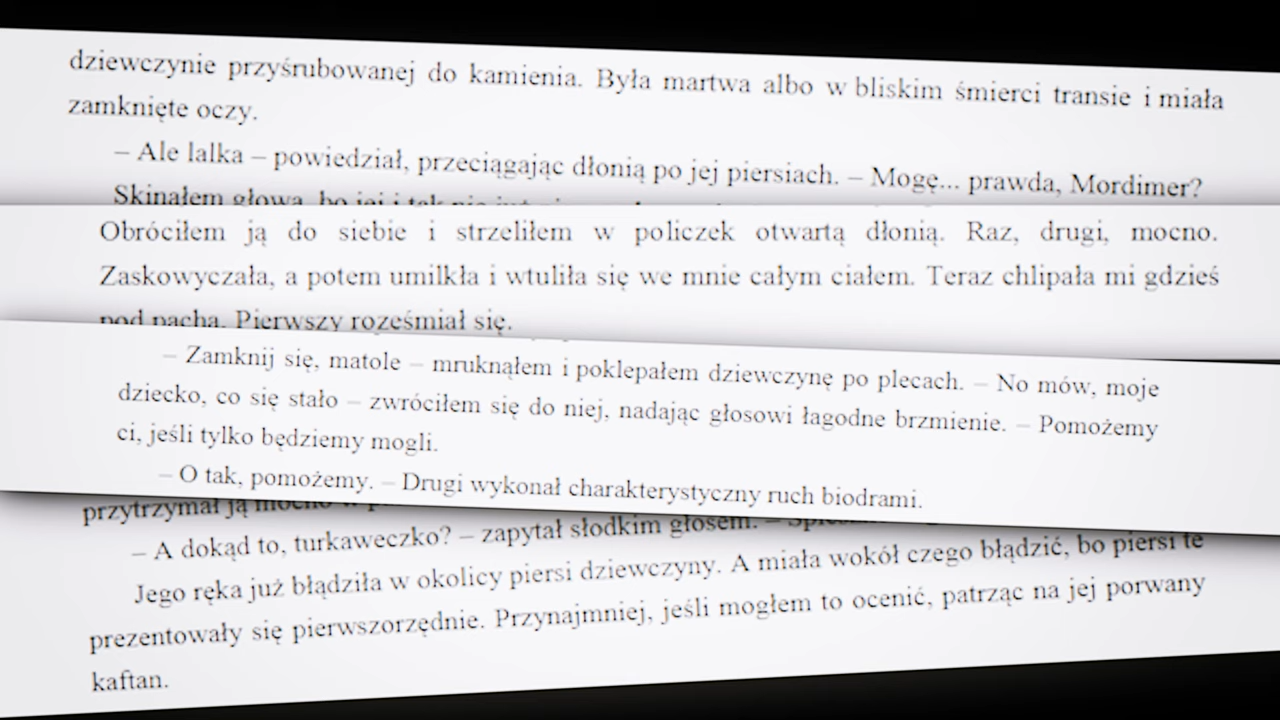 dziewczynie przyśrubowanej do kamienia. Była martwa albo w bliskim śmierci transie i miała
zamknięte oczy.
– Ale lalka – powiedział, przeciągając dłonią po jej piersiach. – Mogę... prawda, Mordimer?
Skinąłem głową, bo jej i tak nic już
Obróciłem ją do siebie i strzeliłem w policzek otwartą dłonią. Raz, drugi, mocno.
Zaskowyczała, a potem umilkła i wtuliła się we mnie całym ciałem. Teraz chlipała mi gdzieś
pod pachą. Pierwszy roześmiał się.
– Zamknij się, matole – mruknąłem i poklepałem dziewczynę po plecach. – No mów, moje
dziecko, co się stało – zwróciłem się do niej, nadając głosowi łagodne brzmienie. – Pomożemy
ci, jeśli tylko będziemy mogli.
– O tak, pomożemy. – Drugi wykonał charakterystyczny ruch biodrami.
przytrzymał ją mocno w
– A dokąd to, turkaweczko? – zapytał słodkim głosem. –
Jego ręka już błądziła w okolicy piersi dziewczyny. A miała wokół czego błądzić, bo piersi te
prezentowały się pierwszorzędnie. Przynajmniej, jeśli mogłem to ocenić, patrząc na jej porwany
kaftan.